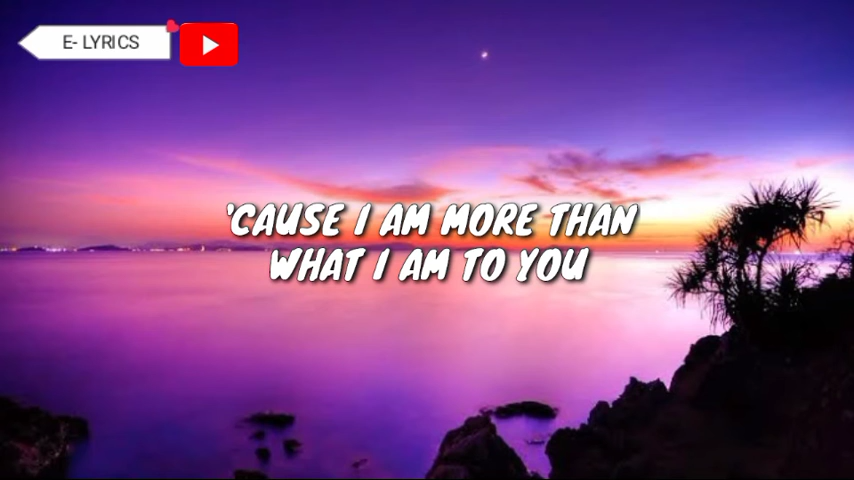 E- LYRICS
'CAUSE I AM MORE THAN
WHAT I AM TO YOU